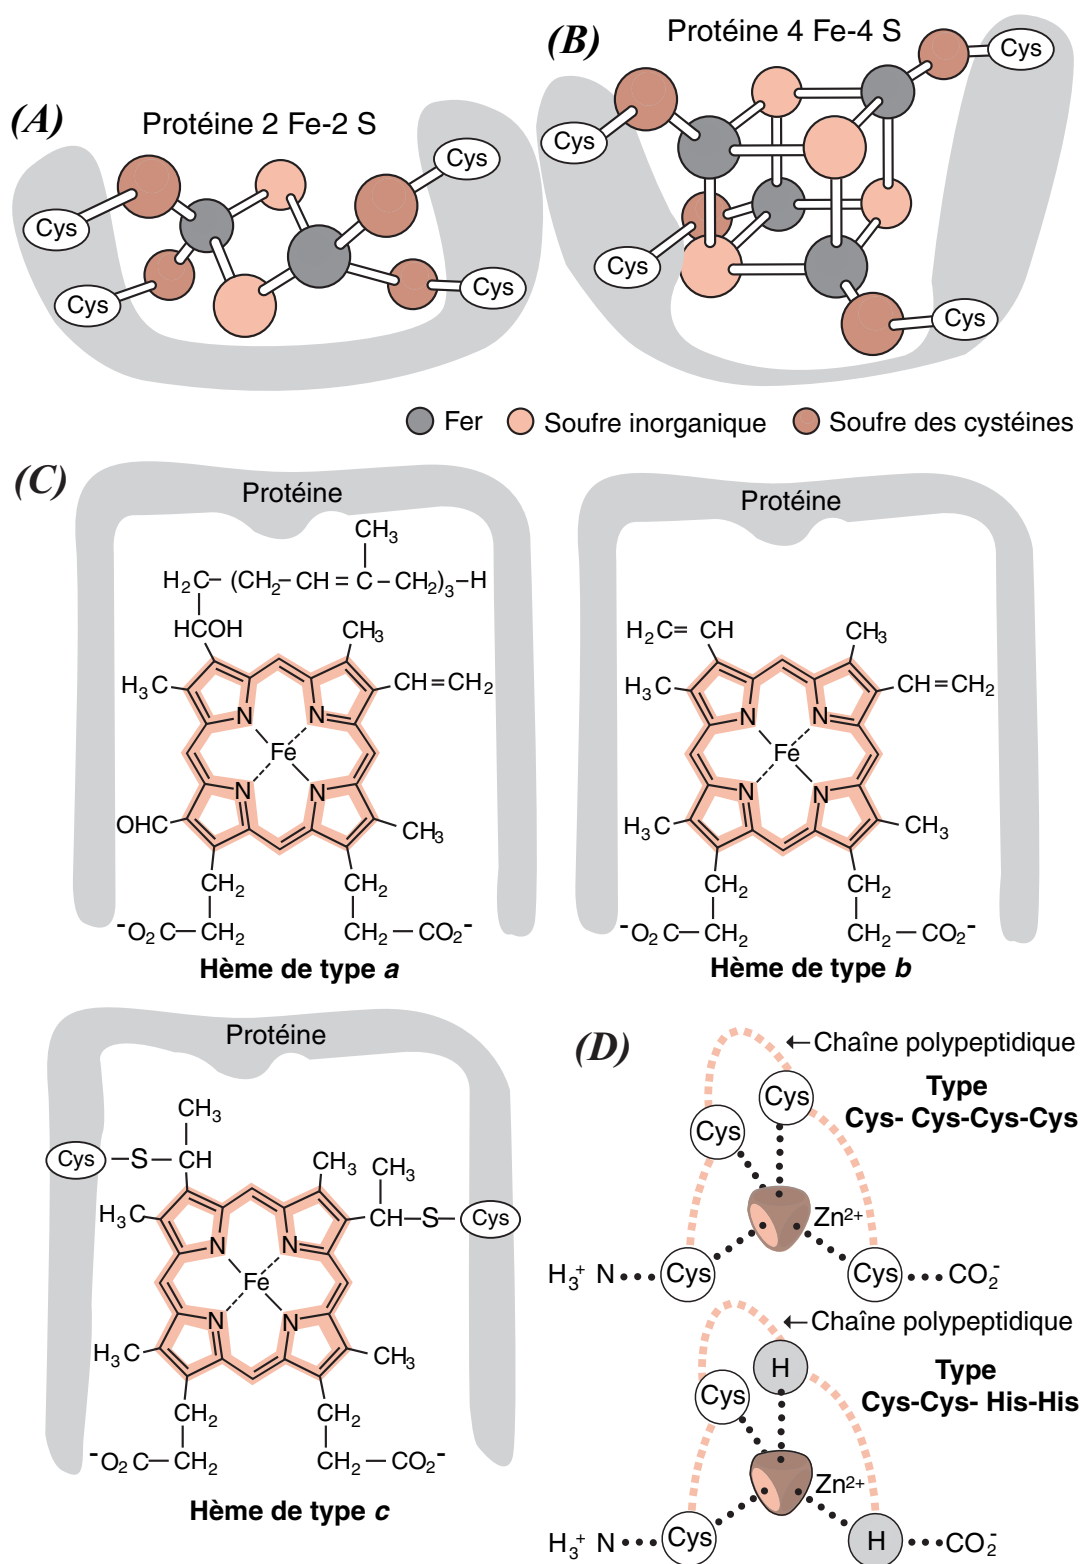 (A)
Protéine 2 Fe-2 S
Cys
Cys
Cys
Cys
(B)
Protéine 4 Fe-4 S
Cys
Cys
Cys
Cys
Fer
Soufre inorganique
Soufre des cystéines
(C)
Protéine
CH3
H2C–(CH2–CH=C–CH2)3–H
HCOH
CH3
H3C
CH=CH2
N
N
Fe
N
N
OHC
CH3
CH2
CH2
-O2C–CH2
CH2–CO2-
Hème de type a
Protéine
H2C=CH
CH3
H3C
CH=CH2
N
N
Fe
N
N
H3C
CH3
CH2
CH2
-O2C–CH2
CH2–CO2-
Hème de type b
Protéine
CH3
Cys–S–CH
CH3
CH3
H3C
CH–S–Cys
N
N
Fe
N
N
H3C
CH3
CH2
CH2
-O2C–CH2
CH2–CO2-
Hème de type c
(D)
←Chaîne polypeptidique
Type
Cys- Cys-Cys-Cys
Cys
Cys
Zn2+
H3+ N
Cys
Cys
CO2-
←Chaîne polypeptidique
Type
Cys-Cys- His-His
H
Cys
Zn2+
H3+ N
Cys
H
CO2-